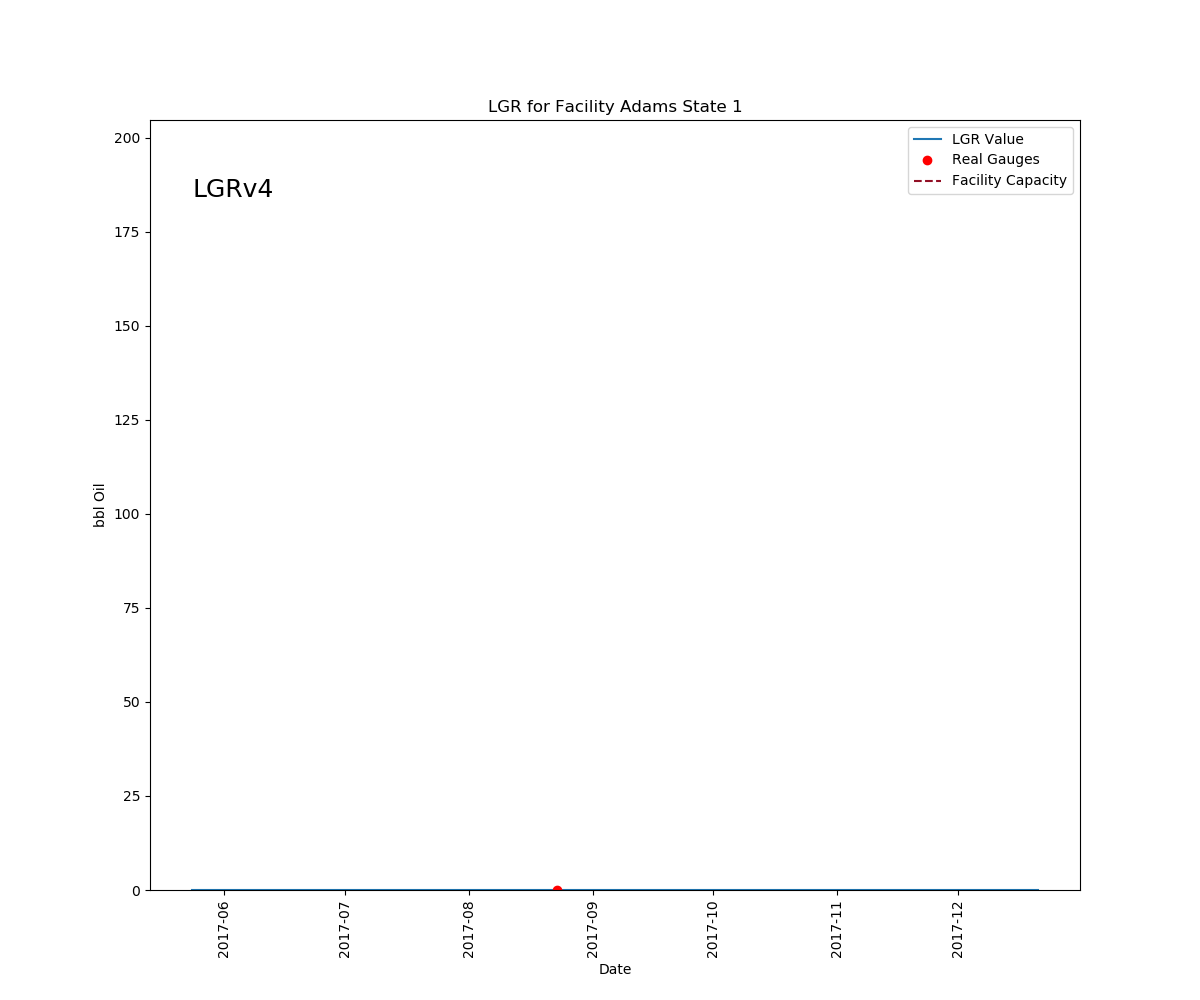 LGR for Facility Adams State 1
LGRv4
LGR Value
Real Gauges
Facility Capacity
200
175
150
125
100
75
50
25
0
bbl Oil
2017-06
2017-07
2017-08
2017-09
2017-10
2017-11
2017-12
Date